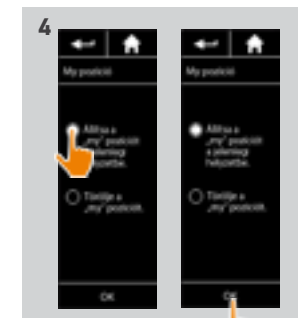 4
My pozíció
My pozíció
Állítsa a
„my” pozíciót
a jelenlegi
helyzetbe.
Törölje a
„my” pozíciót.
Állítsa a
„my” pozíciót
a jelenlegi
helyzetbe.
Törölje a
„my” pozíciót.
OK
OK